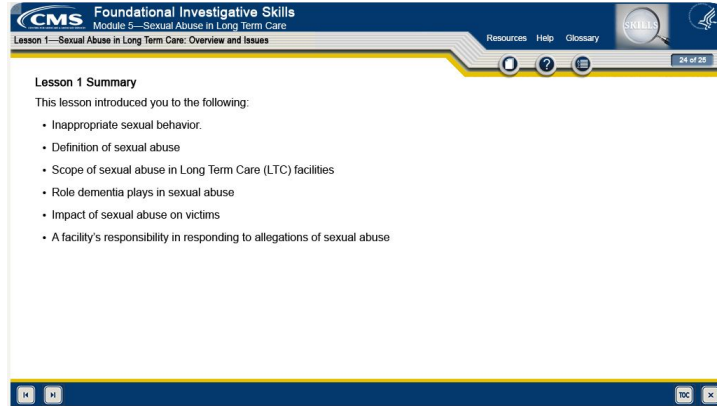 CMS
Foundational Investigative Skills
Module 5—Sexual Abuse in Long Term Care
SKILLS
Lesson 1—Sexual Abuse in Long Term Care: Overview and Issues
Resources Help Glossary
?
24 of 25
Lesson 1 Summary
This lesson introduced you to the following:
• Inappropriate sexual behavior.
• Definition of sexual abuse
• Scope of sexual abuse in Long Term Care (LTC) facilities
• Role dementia plays in sexual abuse
• Impact of sexual abuse on victims
• A facility's responsibility in responding to allegations of sexual abuse
TOC